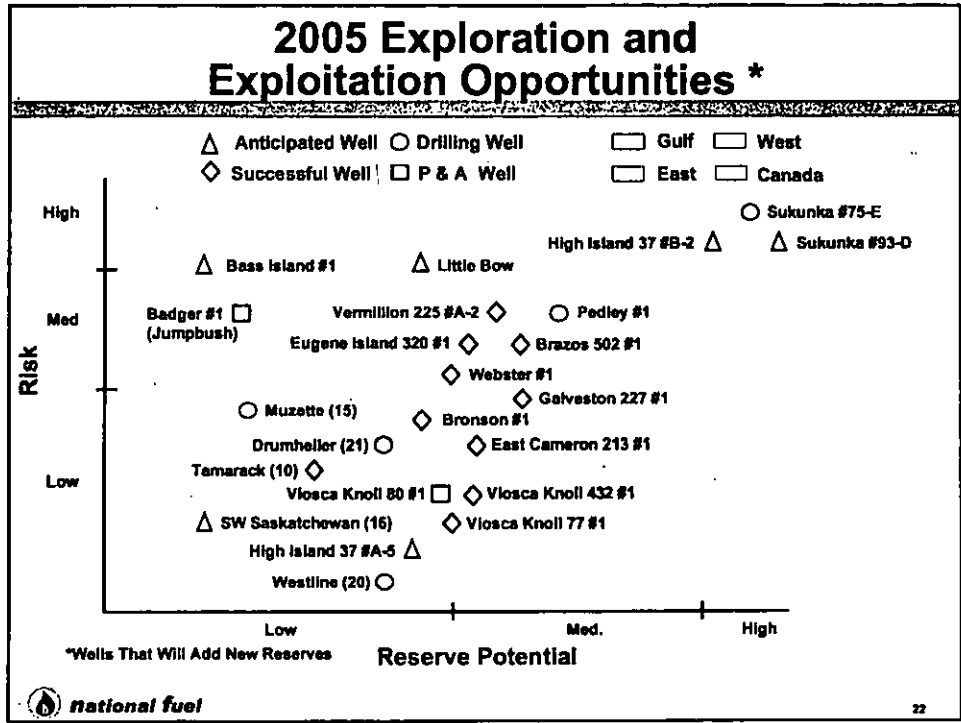 2005 Exploration and
Exploitation Opportunities *
Anticipated Well Drilling Well Gulf West
Successful Well P & A Well East Canada
High
Sukunka #75-E
High Island 37 #B-2 Sukunka #93-D
Bass Island #1 Little Bow
Med
Badger #1 Vermillion 225 #A-2 Pedley #1
(Jumpbush)
Eugene Island 320 #1 Brazos 502 #1
Risk
Webster #1
Galveston 227 #1
Muzette (15)
Bronson #1
Drumheller (21) East Cameron 213 #1
Tamarack (10)
Low
Viosca Knoll 80 #1 Viosca Knoll 432 #1
SW Saskatchewan (16) Viosca Knoll 77 #1
High Island 37 #A-5
Westline (20)
Low Med. High
*Wells That Will Add New Reserves Reserve Potential
national fuel 22